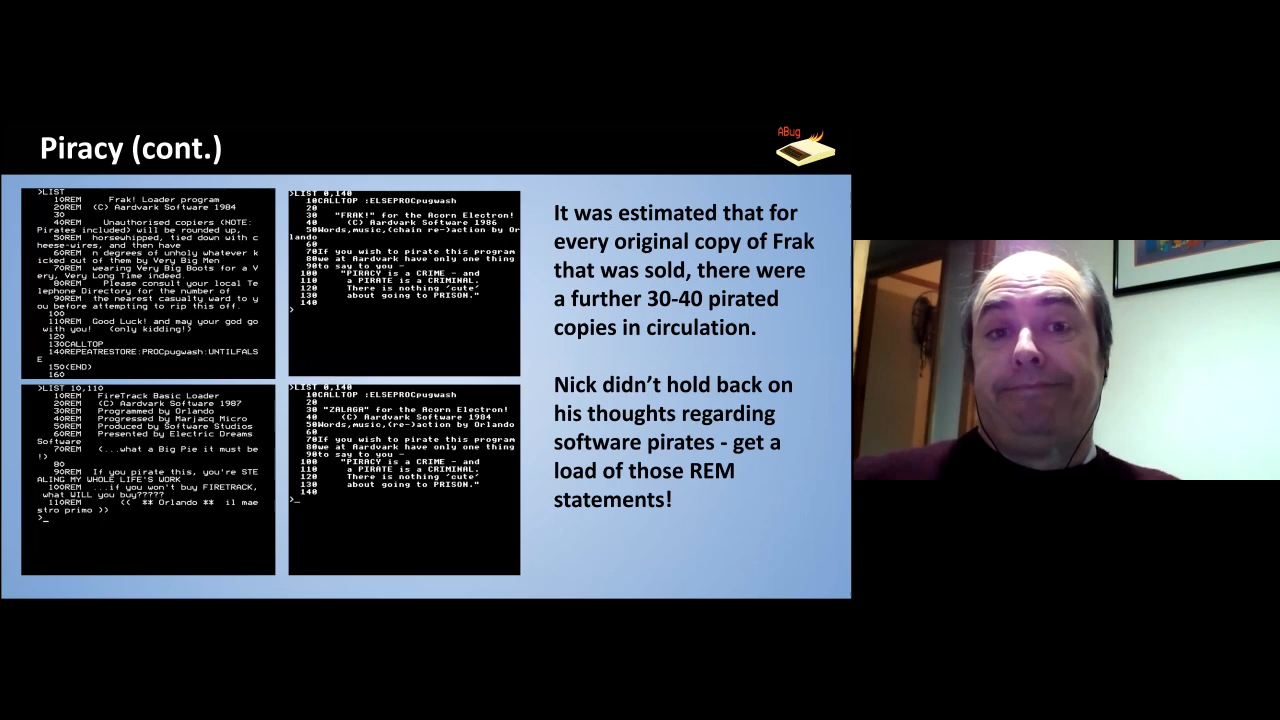 Piracy (cont.)
ABug
>LIST
10REM Frak! Loader program
20REM (C) Aardvark Software 1984
30
40REM Unauthorised copiers (NOTE:
Pirates included) will be rounded up,
50REM horsewhipped, tied down with c
heese-wires, and then have
60REM n degrees of unholy whatever k
icked out of them by Very Big Men
70REM wearing Very Big Boots for a V
ery, Very Long Time indeed.
80REM Please consult your local Te
lephone Directory for the number of
90REM the nearest casualty ward to y
ou before attempting to rip this off.
100
110REM Good Luck! and may your god go
with you! (only kidding!)
120
130CALLTOP
140REPEATRESTORE:PROCpugwash:UNTILFALS
E
150(END)
160
>LIST 0,140
10CALLTOP :ELSEPROCpugwash
20
30 "FRAK!" for the Acorn Electron!
40 (C) Aardvark Software 1986
50Words,music,(chain re-)action by Or
lando
60
70If you wish to pirate this program
80we at Aardvark have only one thing
90to say to you -
100 "PIRACY is a CRIME - and
110 a PIRATE is a CRIMINAL.
120 There is nothing 'cute'
130 about going to PRISON."
140
>
>LIST 10,110
10REM FireTrack Basic Loader
20REM (C) Aardvark Software 1987
30REM Programmed by Orlando
40REM Progressed by Marjacq Micro
50REM Produced by Software Studios
60REM Presented by Electric Dreams
Software
70REM (...what a Big Pie it must be
!)
80
90REM If you pirate this, you're STE
ALING MY WHOLE LIFE'S WORK
100REM ...if you won't buy FIRETRACK,
what WILL you buy?????
110REM (( ** Orlando ** il mae
stro primo ))
>_
>LIST 0,140
10CALLTOP :ELSEPROCpugwash
20
30 "ZALAGA" for the Acorn Electron!
40 (C) Aardvark Software 1984
50Words,music,(re-)action by Orlando
60
70If you wish to pirate this program
80we at Aardvark have only one thing
90to say to you -
100 "PIRACY is a CRIME - and
110 a PIRATE is a CRIMINAL.
120 There is nothing 'cute'
130 about going to PRISON."
140
>_
It was estimated that for
every original copy of Frak
that was sold, there were
a further 30-40 pirated
copies in circulation.
Nick didn't hold back on
his thoughts regarding
software pirates - get a
load of those REM
statements!